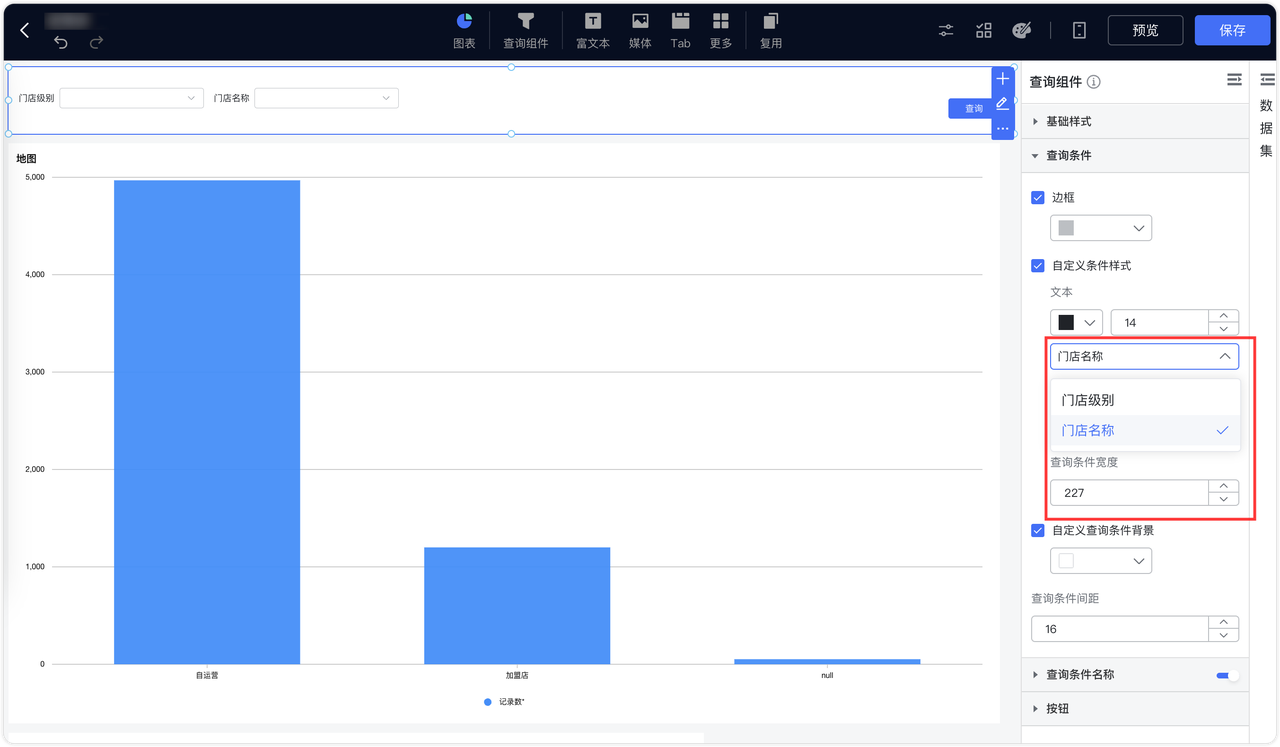 图表
查询组件
富文本
媒体
Tab
更多
复用
预览
保存
门店级别
门店名称
查询
地图
5,000
4,000
3,000
2,000
1,000
0
自运营
加盟店
null
记录数*
查询组件
基础样式
查询条件
边框
自定义条件样式
文本
14
门店名称
门店级别
门店名称
查询条件宽度
227
自定义查询条件背景
查询条件间距
16
查询条件名称
按钮
数
据
集